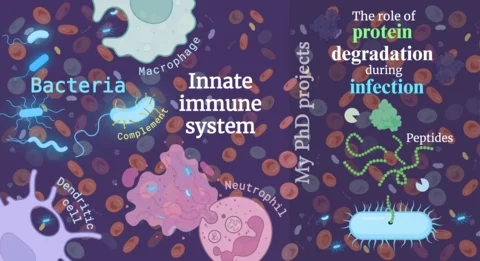 Macrophage
Bacteria
Complement
Innate
immune
system
Dendritic
cell
Neutrophil
My PhD projects
The role of
protein
degradation
during
infection
Peptides